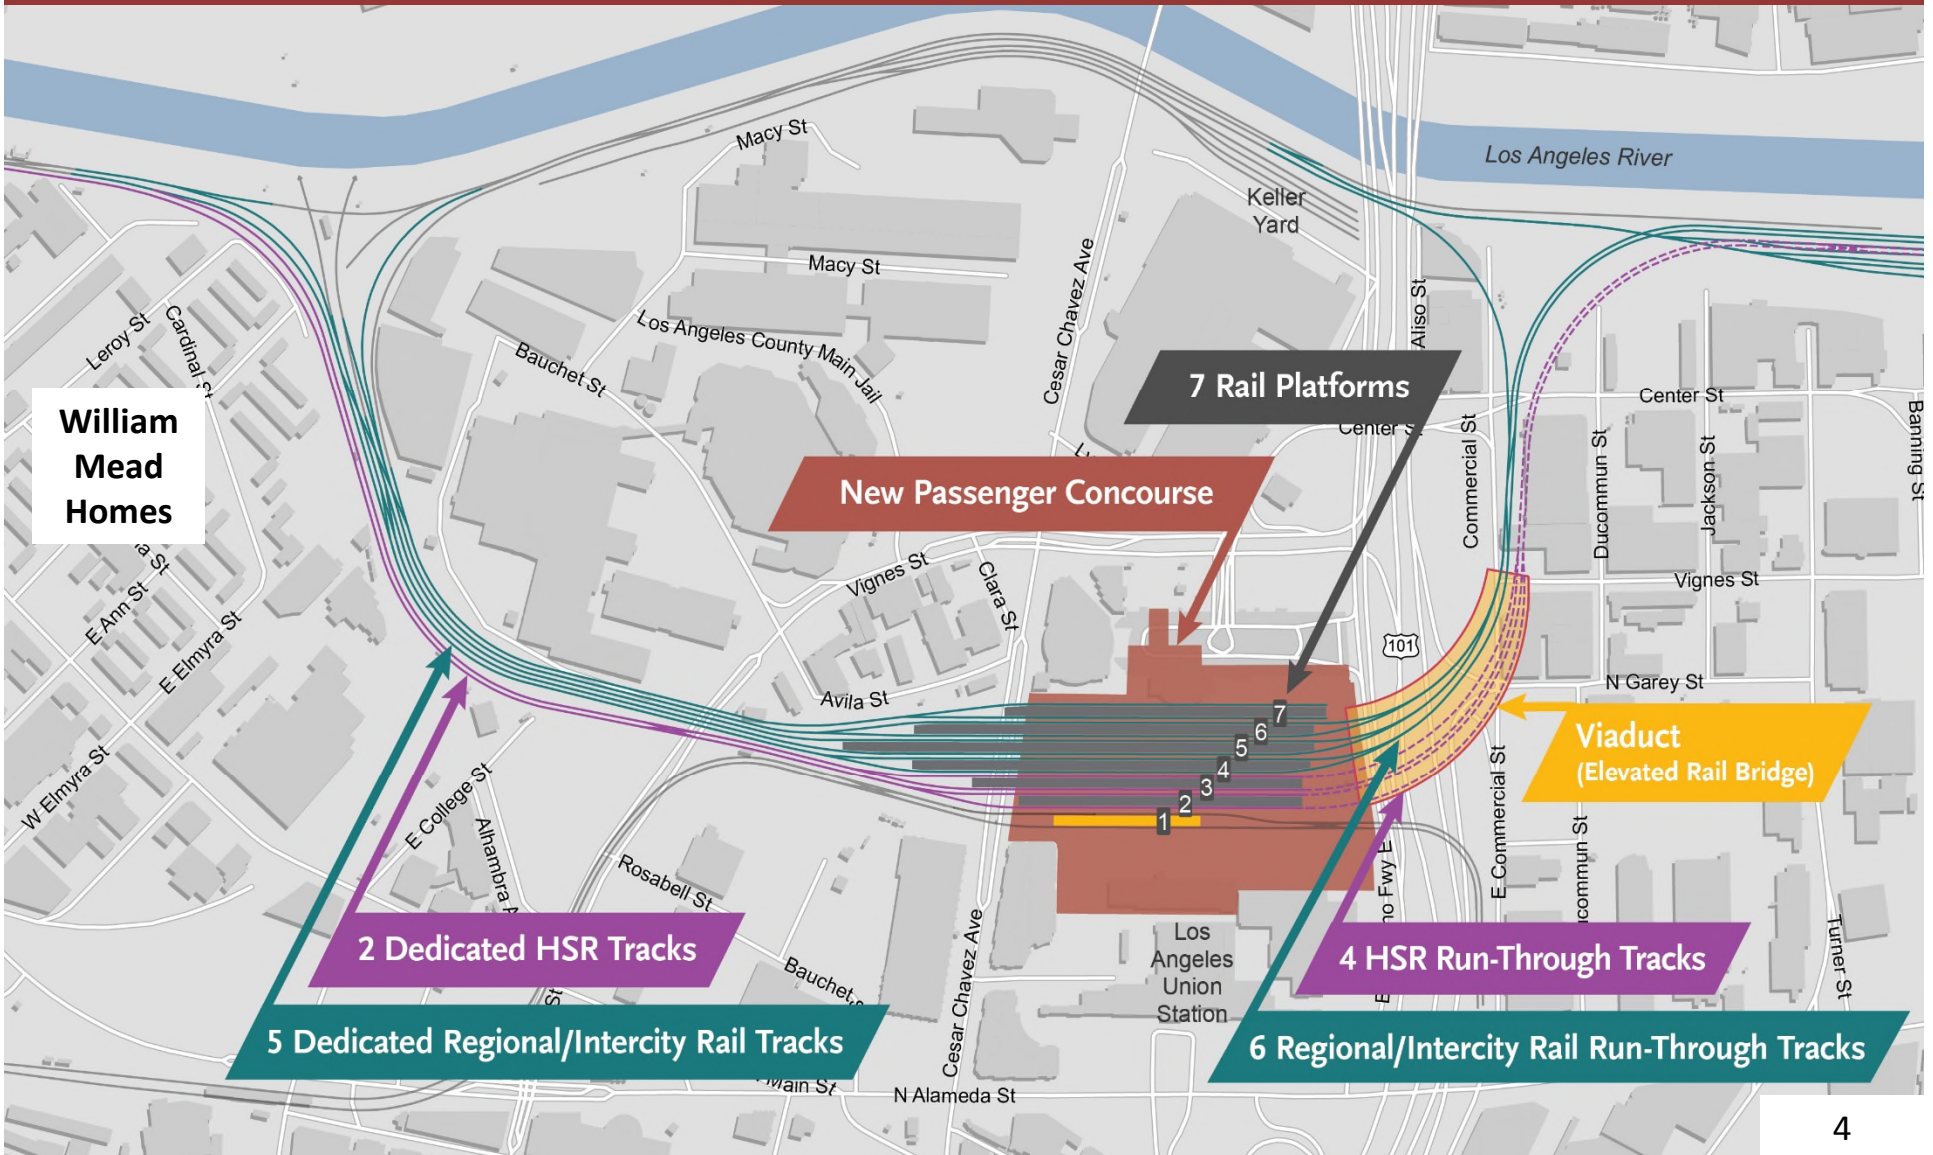 Macy St
Los Angeles River
Keller
Yard
Macy St
Cesar Chavez Ave
Aliso St
Leroy St
Cardinal St
Los Angeles County Main Jail
Bauchet St
7 Rail Platforms
Center St
Center St
Commercial St
Ducommun St
Jackson St
Banning St
William
Mead
Homes
New Passenger Concourse
E Ann St
E Elmyra St
Vignes St
Clara St
Vignes St
101
Avila St
N Garey St
7
6
5
4
3
2
1
Viaduct
(Elevated Rail Bridge)
W Elmyra St
E College St
Alhambra A
E Commercial St
Rosabell St
2 Dedicated HSR Tracks
Los
Angeles
Union
Station
4 HSR Run-Through Tracks
Turner St
Bauchet
Cesar Chavez Ave
5 Dedicated Regional/Intercity Rail Tracks
6 Regional/Intercity Rail Run-Through Tracks
Main St
N Alameda St
4